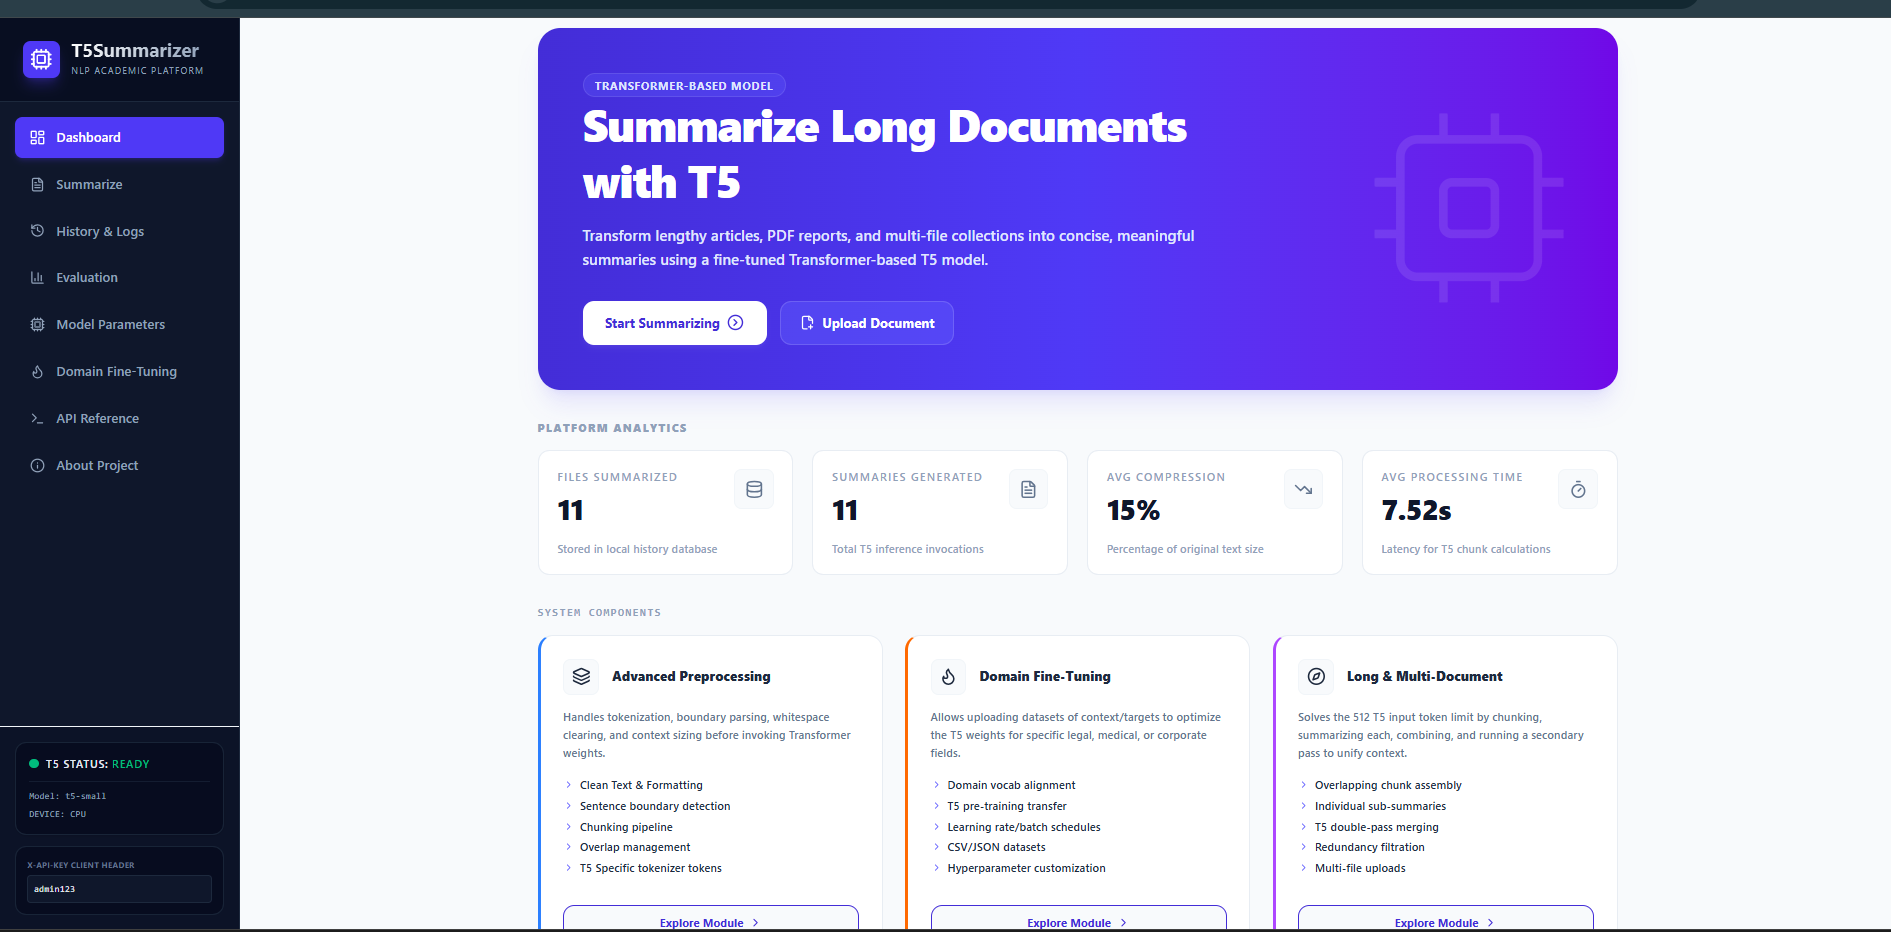 T5Summarizer
NLP ACADEMIC PLATFORM
Dashboard
Summarize
History & Logs
Evaluation
Model Parameters
Domain Fine-Tuning
API Reference
About Project
T5 STATUS: READY
Model: t5-small
DEVICE: CPU
X-API-KEY CLIENT HEADER
admin123
TRANSFORMER-BASED MODEL
Summarize Long Documents
with T5
Transform lengthy articles, PDF reports, and multi-file collections into concise, meaningful
summaries using a fine-tuned Transformer-based T5 model.
Start Summarizing
Upload Document
PLATFORM ANALYTICS
FILES SUMMARIZED
11
Stored in local history database
SUMMARIES GENERATED
11
Total T5 inference invocations
AVG COMPRESSION
15%
Percentage of original text size
AVG PROCESSING TIME
7.52s
Latency for T5 chunk calculations
SYSTEM COMPONENTS
Advanced Preprocessing
Handles tokenization, boundary parsing, whitespace
clearing, and context sizing before invoking Transformer
weights.
Clean Text & Formatting
Sentence boundary detection
Chunking pipeline
Overlap management
T5 Specific tokenizer tokens
Explore Module
Domain Fine-Tuning
Allows uploading datasets of context/targets to optimize
the T5 weights for specific legal, medical, or corporate
fields.
Domain vocab alignment
T5 pre-training transfer
Learning rate/batch schedules
CSV/JSON datasets
Hyperparameter customization
Explore Module
Long & Multi-Document
Solves the 512 T5 input token limit by chunking,
summarizing each, combining, and running a secondary
pass to unify context.
Overlapping chunk assembly
Individual sub-summaries
T5 double-pass merging
Redundancy filtration
Multi-file uploads
Explore Module